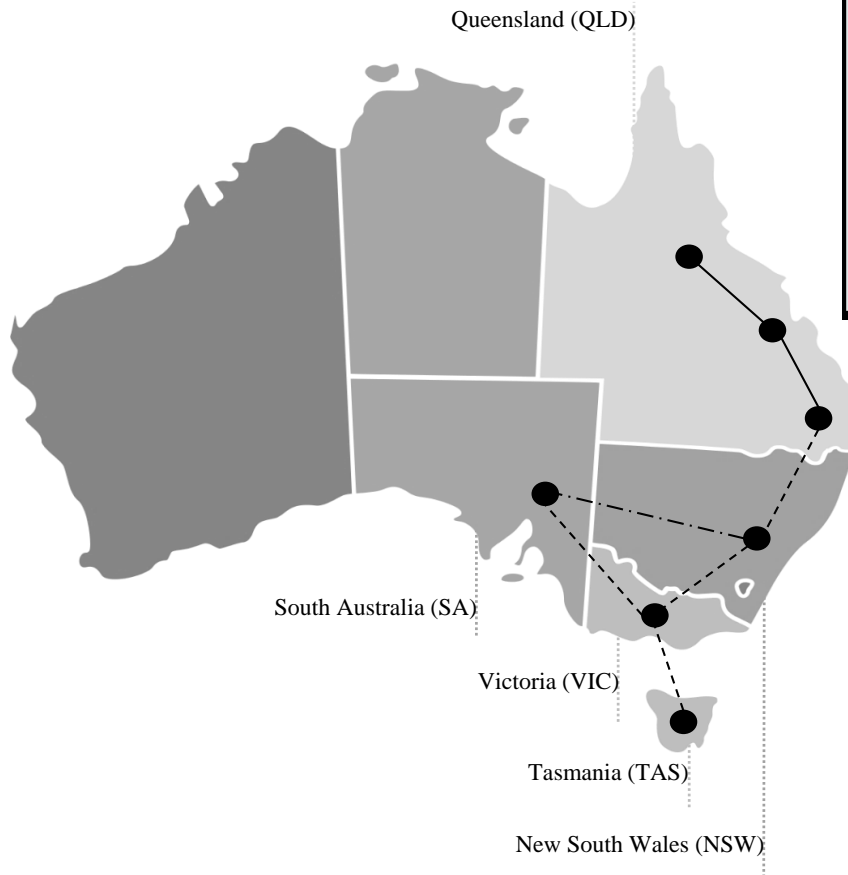 Queensland (QLD)
South Australia (SA)
Victoria (VIC)
Tasmania (TAS)
New South Wales (NSW)